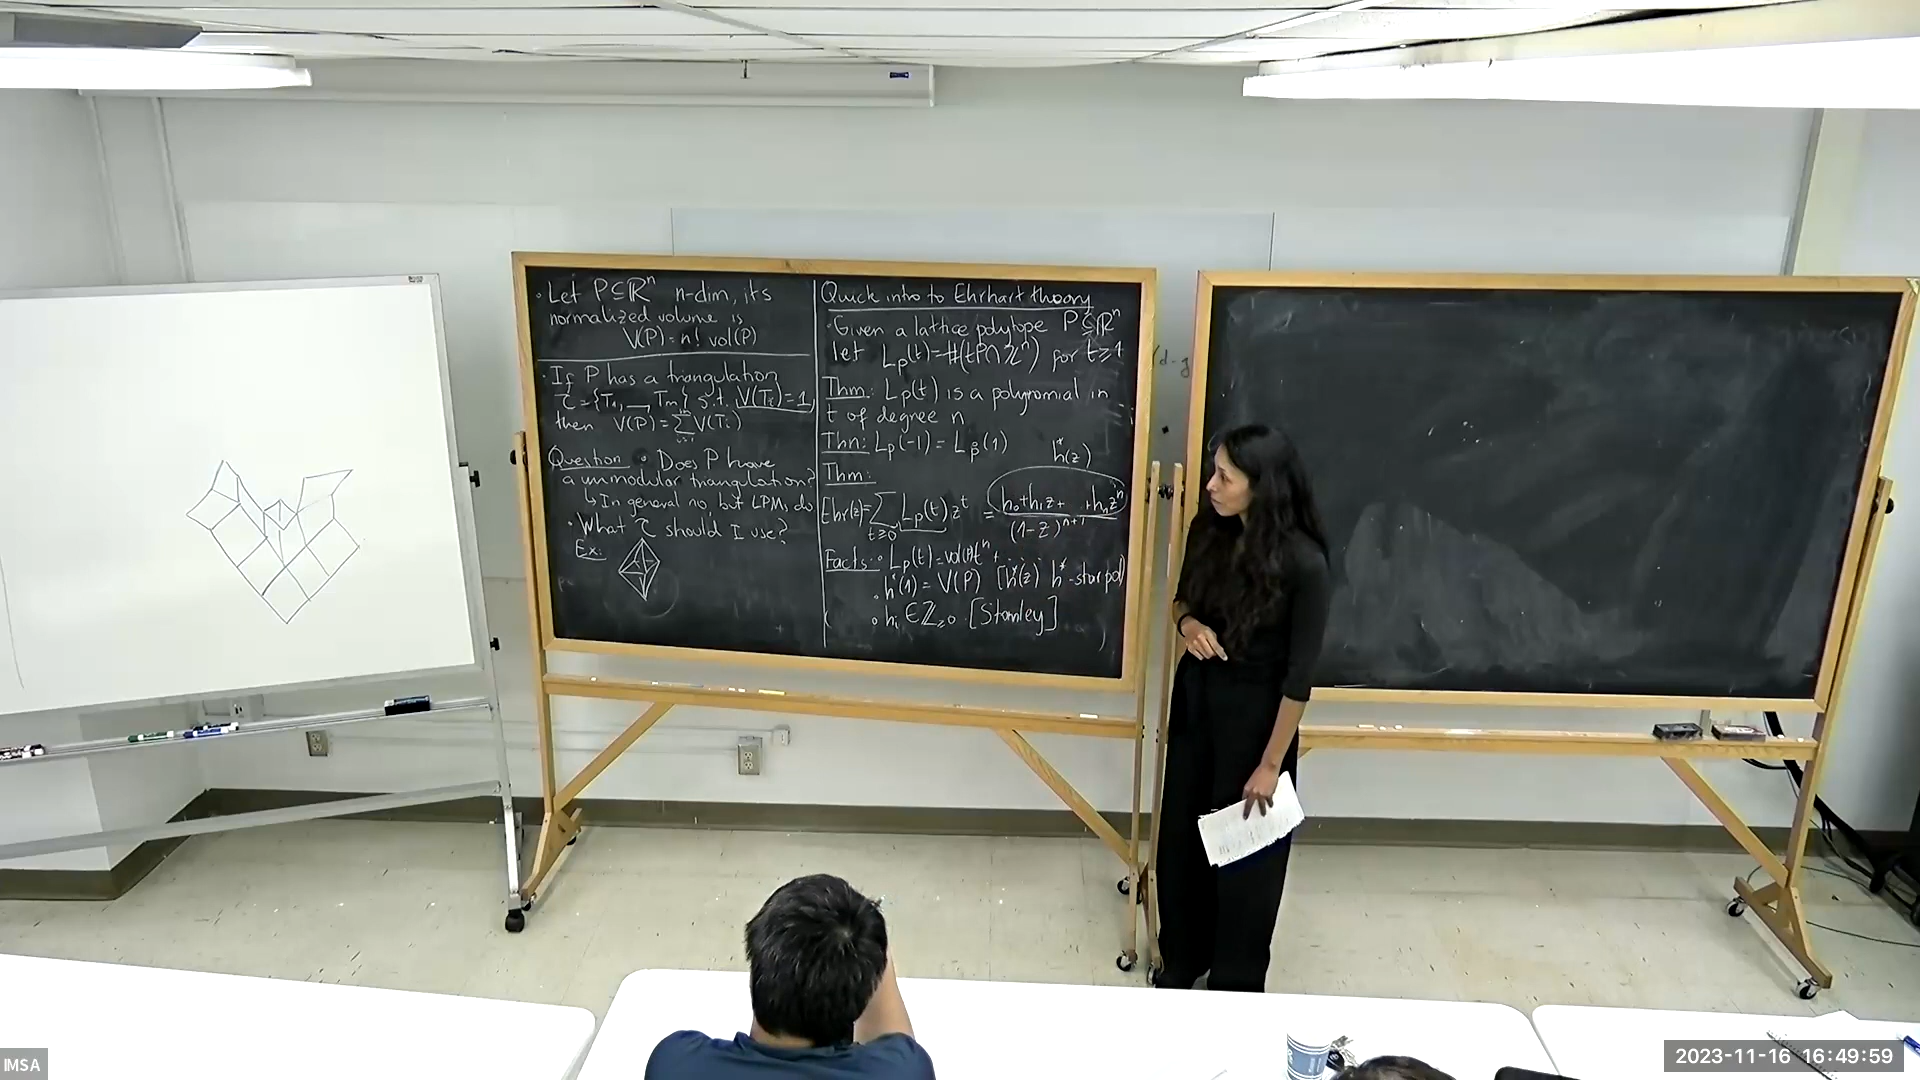 · Let P⊆ℝⁿ n-dim, its
normalized volume is
V(P) = n! vol(P)
· If P has a triangulation
τ = {T₁, __, Tₘ} s.t. V(Tᵢ)=1,
then V(P) = Σ V(Tᵢ)
Question · Does P have
a unimodular triangulation?
↳ In general no, but LPMs do
· What τ should I use?
Ex:
Quick intro to Ehrhart theory
· Given a lattice polytope P⊆ℝⁿ
let L_P(t) = #(tP∩ℤⁿ) for t≥1
Thm: L_P(t) is a polynomial in
t of degree n
Thm: L_P(-1) = L_P̊(1)
h*(z)
Thm:
Ehr(z) = Σ_{t≥0} L_P(t) z^t = (h₀+h₁z+ +hₙzⁿ) / (1-z)^{n+1}
Facts: · L_P(t) = vol(P)tⁿ + ...
· h*(1) = V(P) [h*(z) h*-star pol]
· hᵢ ∈ ℤ≥0 [Stanley]
IMSA
2023-11-16 16:49:59